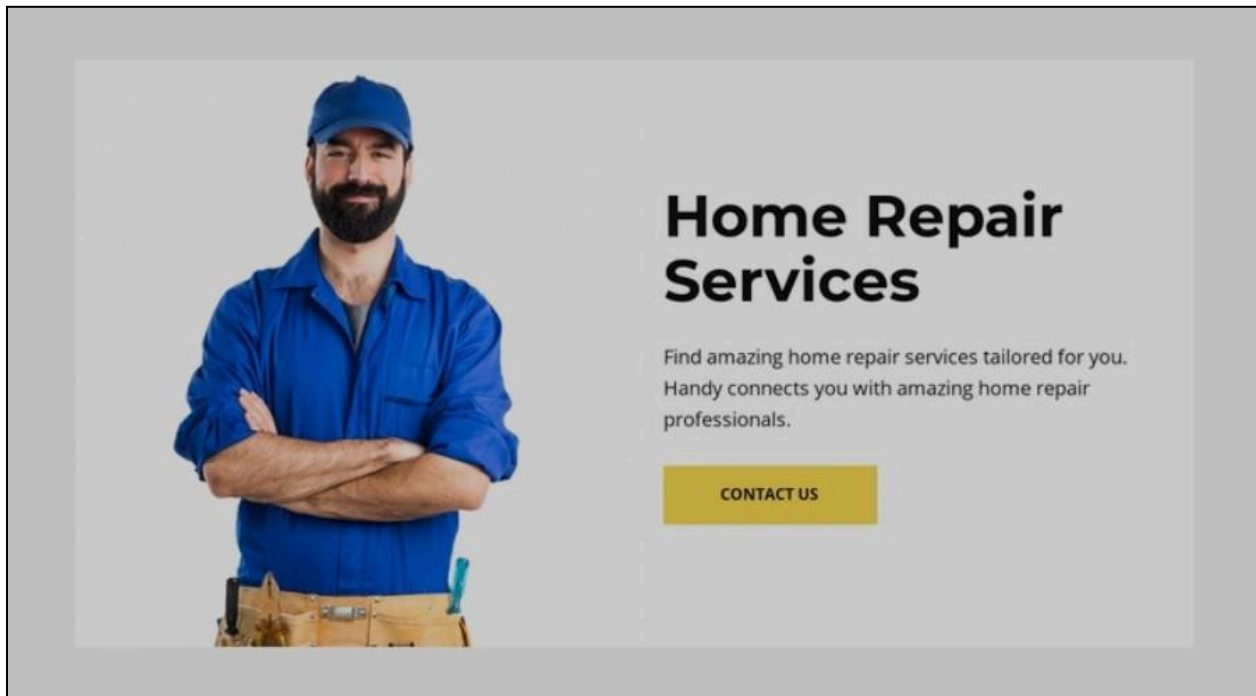 Home Repair
Services
Find amazing home repair services tailored for you.
Handy connects you with amazing home repair
professionals.
CONTACT US